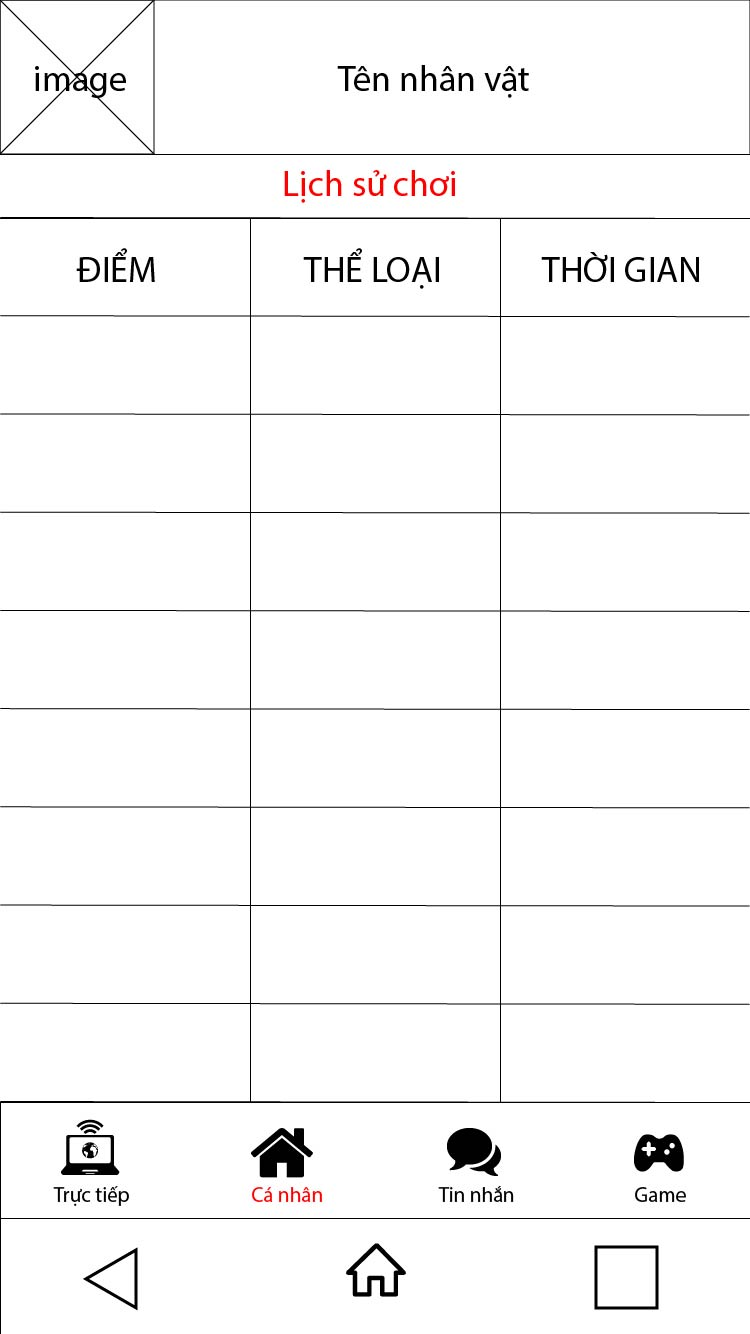 image
Tên nhân vật
Lịch sử chơi
ĐIỂM THỂ LOẠI THỜI GIAN
Trực tiếp Cá nhân Tin nhắn Game